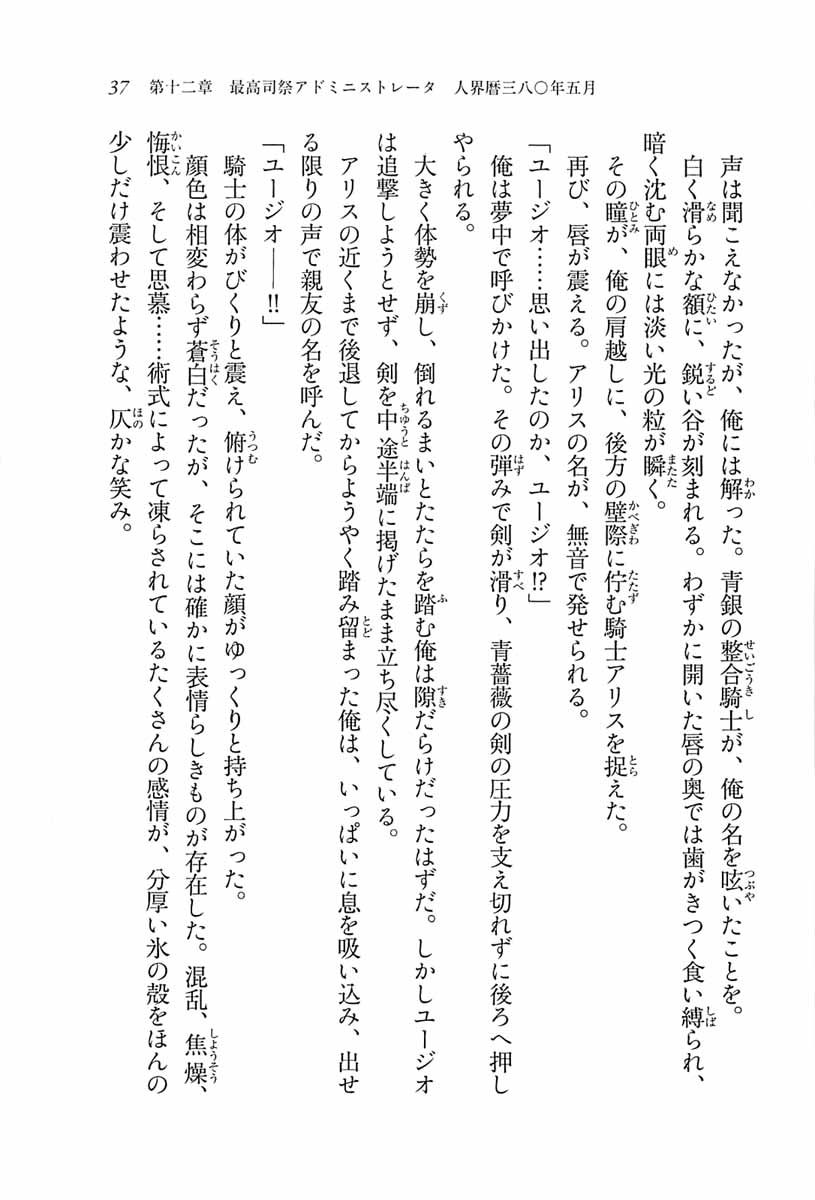 37　第十二章　最高司祭アドミニストレータ　人界暦三八〇年五月
声は聞こえなかったが、俺には解った。青銀の整合騎士が、俺の名を呟いたことを。
白く滑らかな額に、鋭い谷が刻まれる。わずかに開いた唇の奥では歯がきつく食い縛られ、
暗く沈む両眼には淡い光の粒が瞬く。
その瞳が、俺の肩越しに、後方の壁際に佇む騎士アリスを捉えた。
再び、唇が震える。アリスの名が、無音で発せられる。
「ユージオ……思い出したのか、ユージオ!?」
俺は夢中で呼びかけた。その弾みで剣が滑り、青薔薇の剣の圧力を支え切れずに後ろへ押し
やられる。
大きく体勢を崩し、倒れるまいとたたらを踏む俺は隙だらけだったはずだ。しかしユージオ
は追撃しようとせず、剣を中途半端に掲げたまま立ち尽くしている。
アリスの近くまで後退してからようやく踏み留まった俺は、いっぱいに息を吸い込み、出せ
る限りの声で親友の名を呼んだ。
「ユージオ——!!」
騎士の体がびくりと震え、俯けられていた顔がゆっくりと持ち上がった。
顔色は相変わらず蒼白だったが、そこには確かに表情らしきものが存在した。混乱、焦燥、
悔恨、そして思慕……術式によって凍らされているたくさんの感情が、分厚い氷の殻をほんの
少しだけ震わせたような、仄かな笑み。